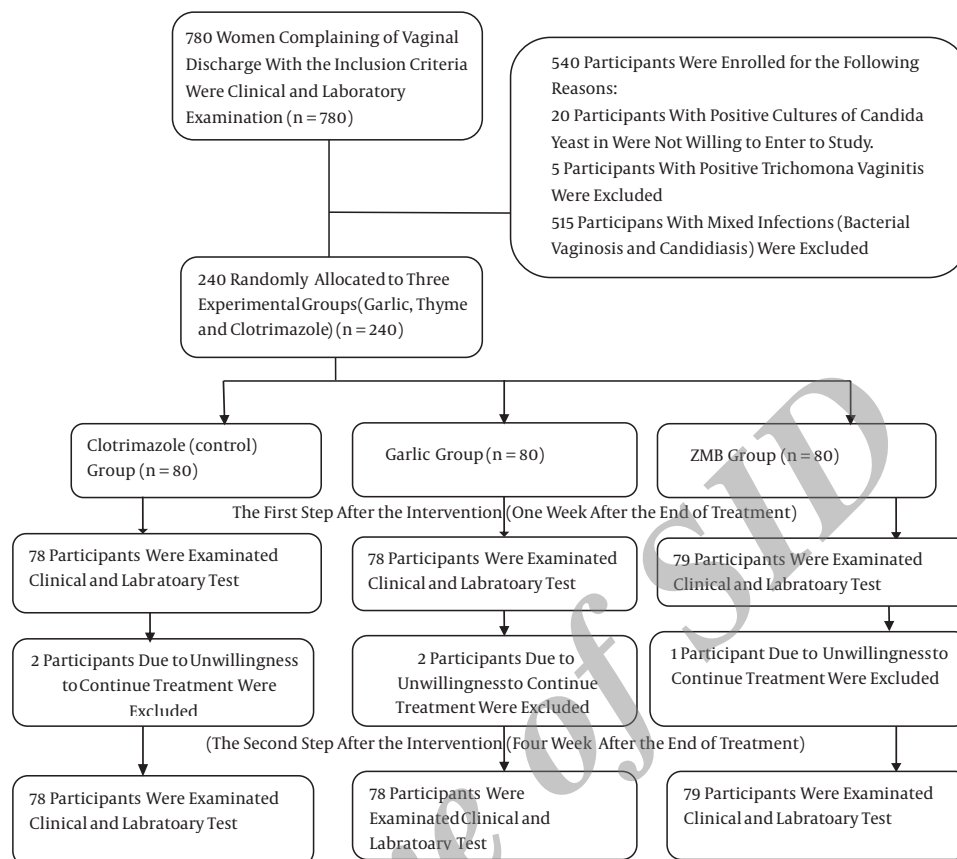 780 Women Complaining of Vaginal
Discharge With the Inclusion Criteria
Were Clinical and Laboratory
Examination (n = 780)
540 Participants Were Enrolled for the Following
Reasons:
20 Participants With Positive Cultures of Candida
Yeast in Were Not Willing to Enter to Study.
5 Participants With Positive Trichomona Vaginitis
Were Excluded
515 Participans With Mixed Infections (Bacterial
Vaginosis and Candidiasis) Were Excluded
240 Randomly Allocated to Three
Experimental Groups (Garlic, Thyme
and Clotrimazole) (n = 240)
Clotrimazole (control)
Group (n = 80)
Garlic Group (n = 80)
ZMB Group (n = 80)
The First Step After the Intervention (One Week After the End of Treatment)
78 Participants Were Examined
Clinical and Labratoary Test
78 Participants Were Examined
Clinical and Labratoary Test
79 Participants Were Examined
Clinical and Labratoary Test
2 Participants Due to Unwillingness
to Continue Treatment Were
Excluded
2 Participants Due to
Unwillingness to Continue
Treatment Were Excluded
1 Participant Due to Unwillingness to
Continue Treatment Were Excluded
(The Second Step After the Intervention (Four Week After the End of Treatment)
78 Participants Were Examined
Clinical and Labratoary Test
78 Participants Were
Examined Clinical and
Labratoary Test
79 Participants Were Examined
Clinical and Labratoary Test
of SID